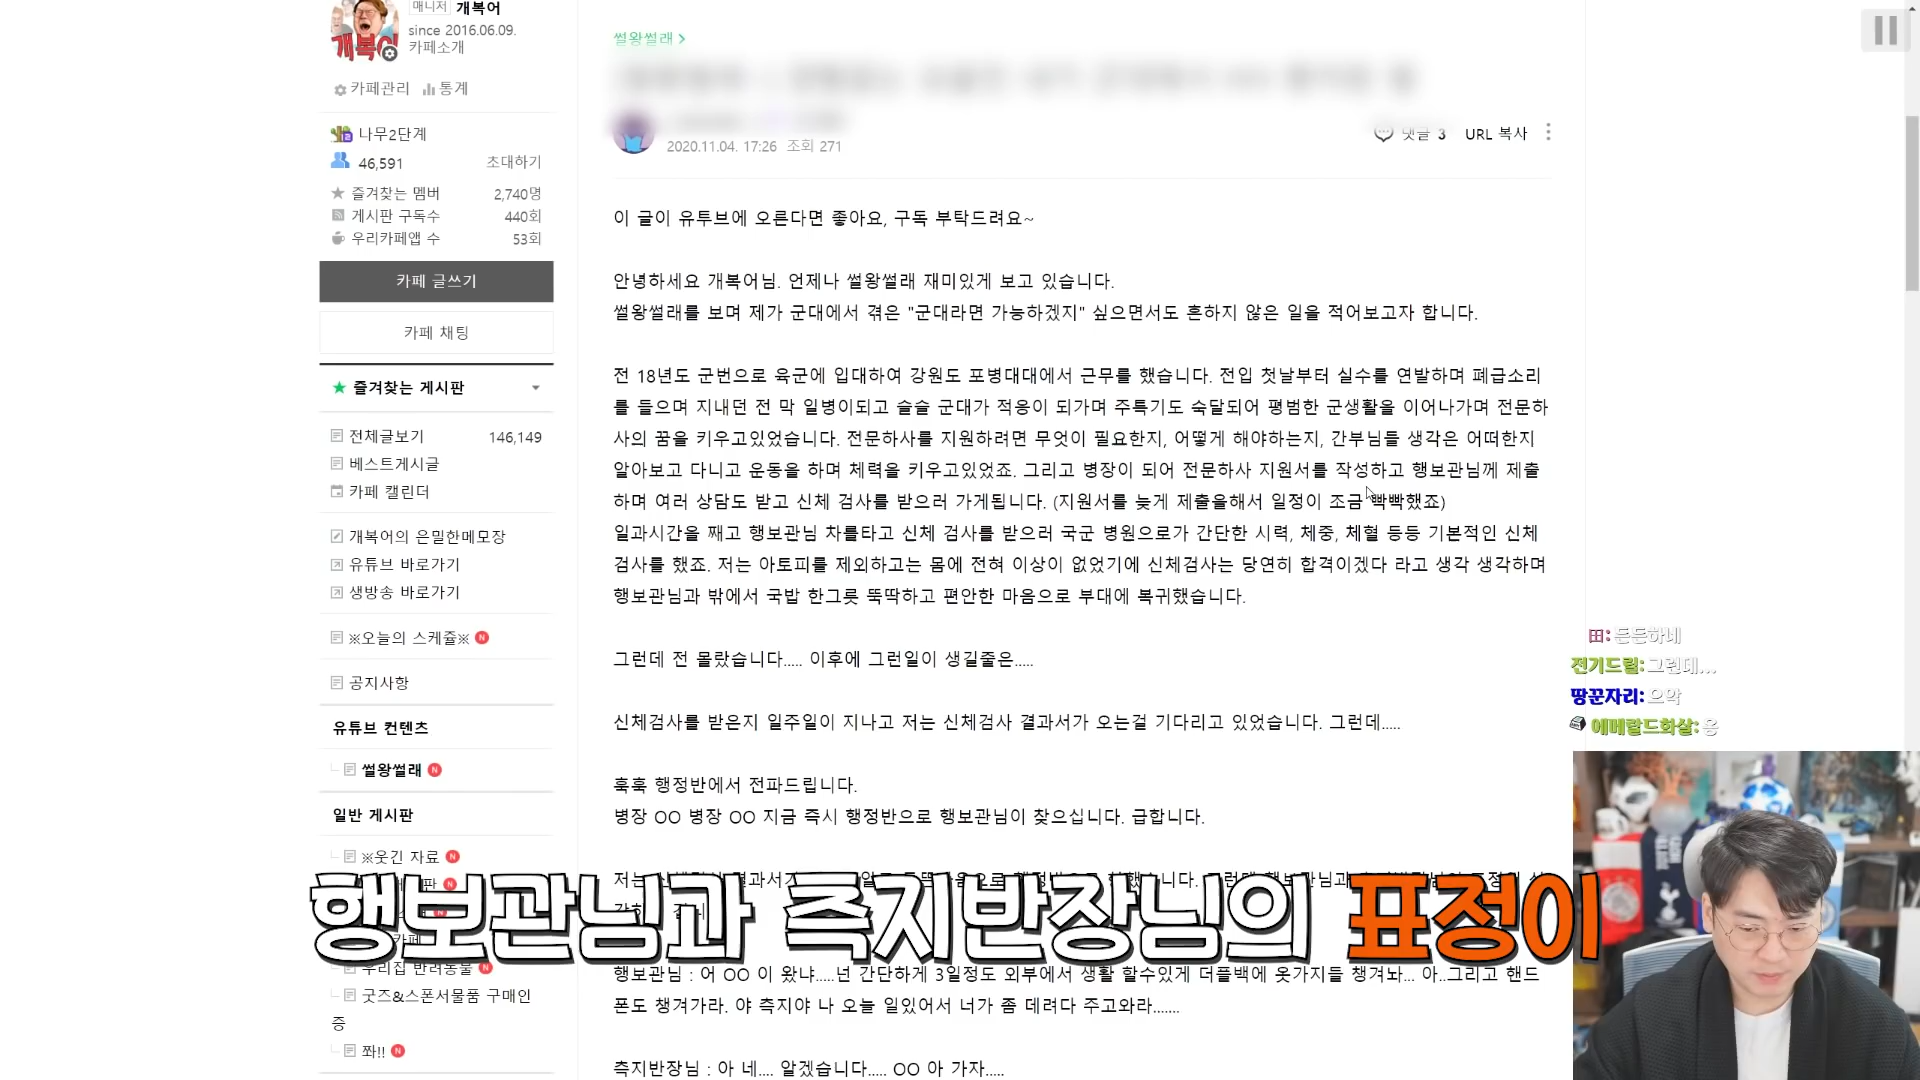 매니저 개복어
since 2016.06.09.
카페소개
카페관리 통계
나무2단계
46,591 초대하기
즐겨찾는 멤버 2,740명
게시판 구독수 440회
우리카페앱 수 53회
카페 글쓰기
카페 채팅
즐겨찾는 게시판
전체글보기 146,149
베스트게시글
카페 캘린더
개복어의 은밀한메모장
유튜브 바로가기
생방송 바로가기
※오늘의 스케쥴※ N
공지사항
유튜브 컨텐츠
썰왕썰래 N
일반 게시판
※웃긴 자료 N
판 N
카페
우리집 반려동물 N
굿즈&스폰서물품 구매인
증
쫘!! N
썰왕썰래 >
2020.11.04. 17:26 조회 271
댓글 3 URL 복사
이 글이 유투브에 오른다면 좋아요, 구독 부탁드려요~
안녕하세요 개복어님. 언제나 썰왕썰래 재미있게 보고 있습니다.
썰왕썰래를 보며 제가 군대에서 겪은 "군대라면 가능하겠지" 싶으면서도 흔하지 않은 일을 적어보고자 합니다.
전 18년도 군번으로 육군에 입대하여 강원도 포병대대에서 근무를 했습니다. 전입 첫날부터 실수를 연발하며 폐급소리
를 들으며 지내던 전 막 일병이되고 슬슬 군대가 적응이 되가며 주특기도 숙달되어 평범한 군생활을 이어나가며 전문하
사의 꿈을 키우고있었습니다. 전문하사를 지원하려면 무엇이 필요한지, 어떻게 해야하는지, 간부님들 생각은 어떠한지
알아보고 다니고 운동을 하며 체력을 키우고있었죠. 그리고 병장이 되어 전문하사 지원서를 작성하고 행보관님께 제출
하며 여러 상담도 받고 신체 검사를 받으러 가게됩니다. (지원서를 늦게 제출을해서 일정이 조금 빡빡했죠)
일과시간을 째고 행보관님 차를타고 신체 검사를 받으러 국군 병원으로가 간단한 시력, 체중, 체혈 등등 기본적인 신체
검사를 했죠. 저는 아토피를 제외하고는 몸에 전혀 이상이 없었기에 신체검사는 당연히 합격이겠다 라고 생각 생각하며
행보관님과 밖에서 국밥 한그릇 뚝딱하고 편안한 마음으로 부대에 복귀했습니다.
그런데 전 몰랐습니다..... 이후에 그런일이 생길줄은.....
신체검사를 받은지 일주일이 지나고 저는 신체검사 결과서가 오는걸 기다리고 있었습니다. 그런데.....
훅훅 행정반에서 전파드립니다.
병장 OO 병장 OO 지금 즉시 행정반으로 행보관님이 찾으십니다. 급합니다.
행보관님과 측지반장님의 표정이
행보관님 : 어 OO 이 왔냐.....넌 간단하게 3일정도 외부에서 생활 할수있게 더플백에 옷가지들 챙겨놔... 아..그리고 핸드
폰도 챙겨가라. 야 측지야 나 오늘 일있어서 너가 좀 데려다 주고와라.......
측지반장님 : 아 네.... 알겠습니다..... OO 아 가자.....
田: 든든하네
전기드릴: 그런데...
땅꾼자리: 으악
에메랄드화살: 옹